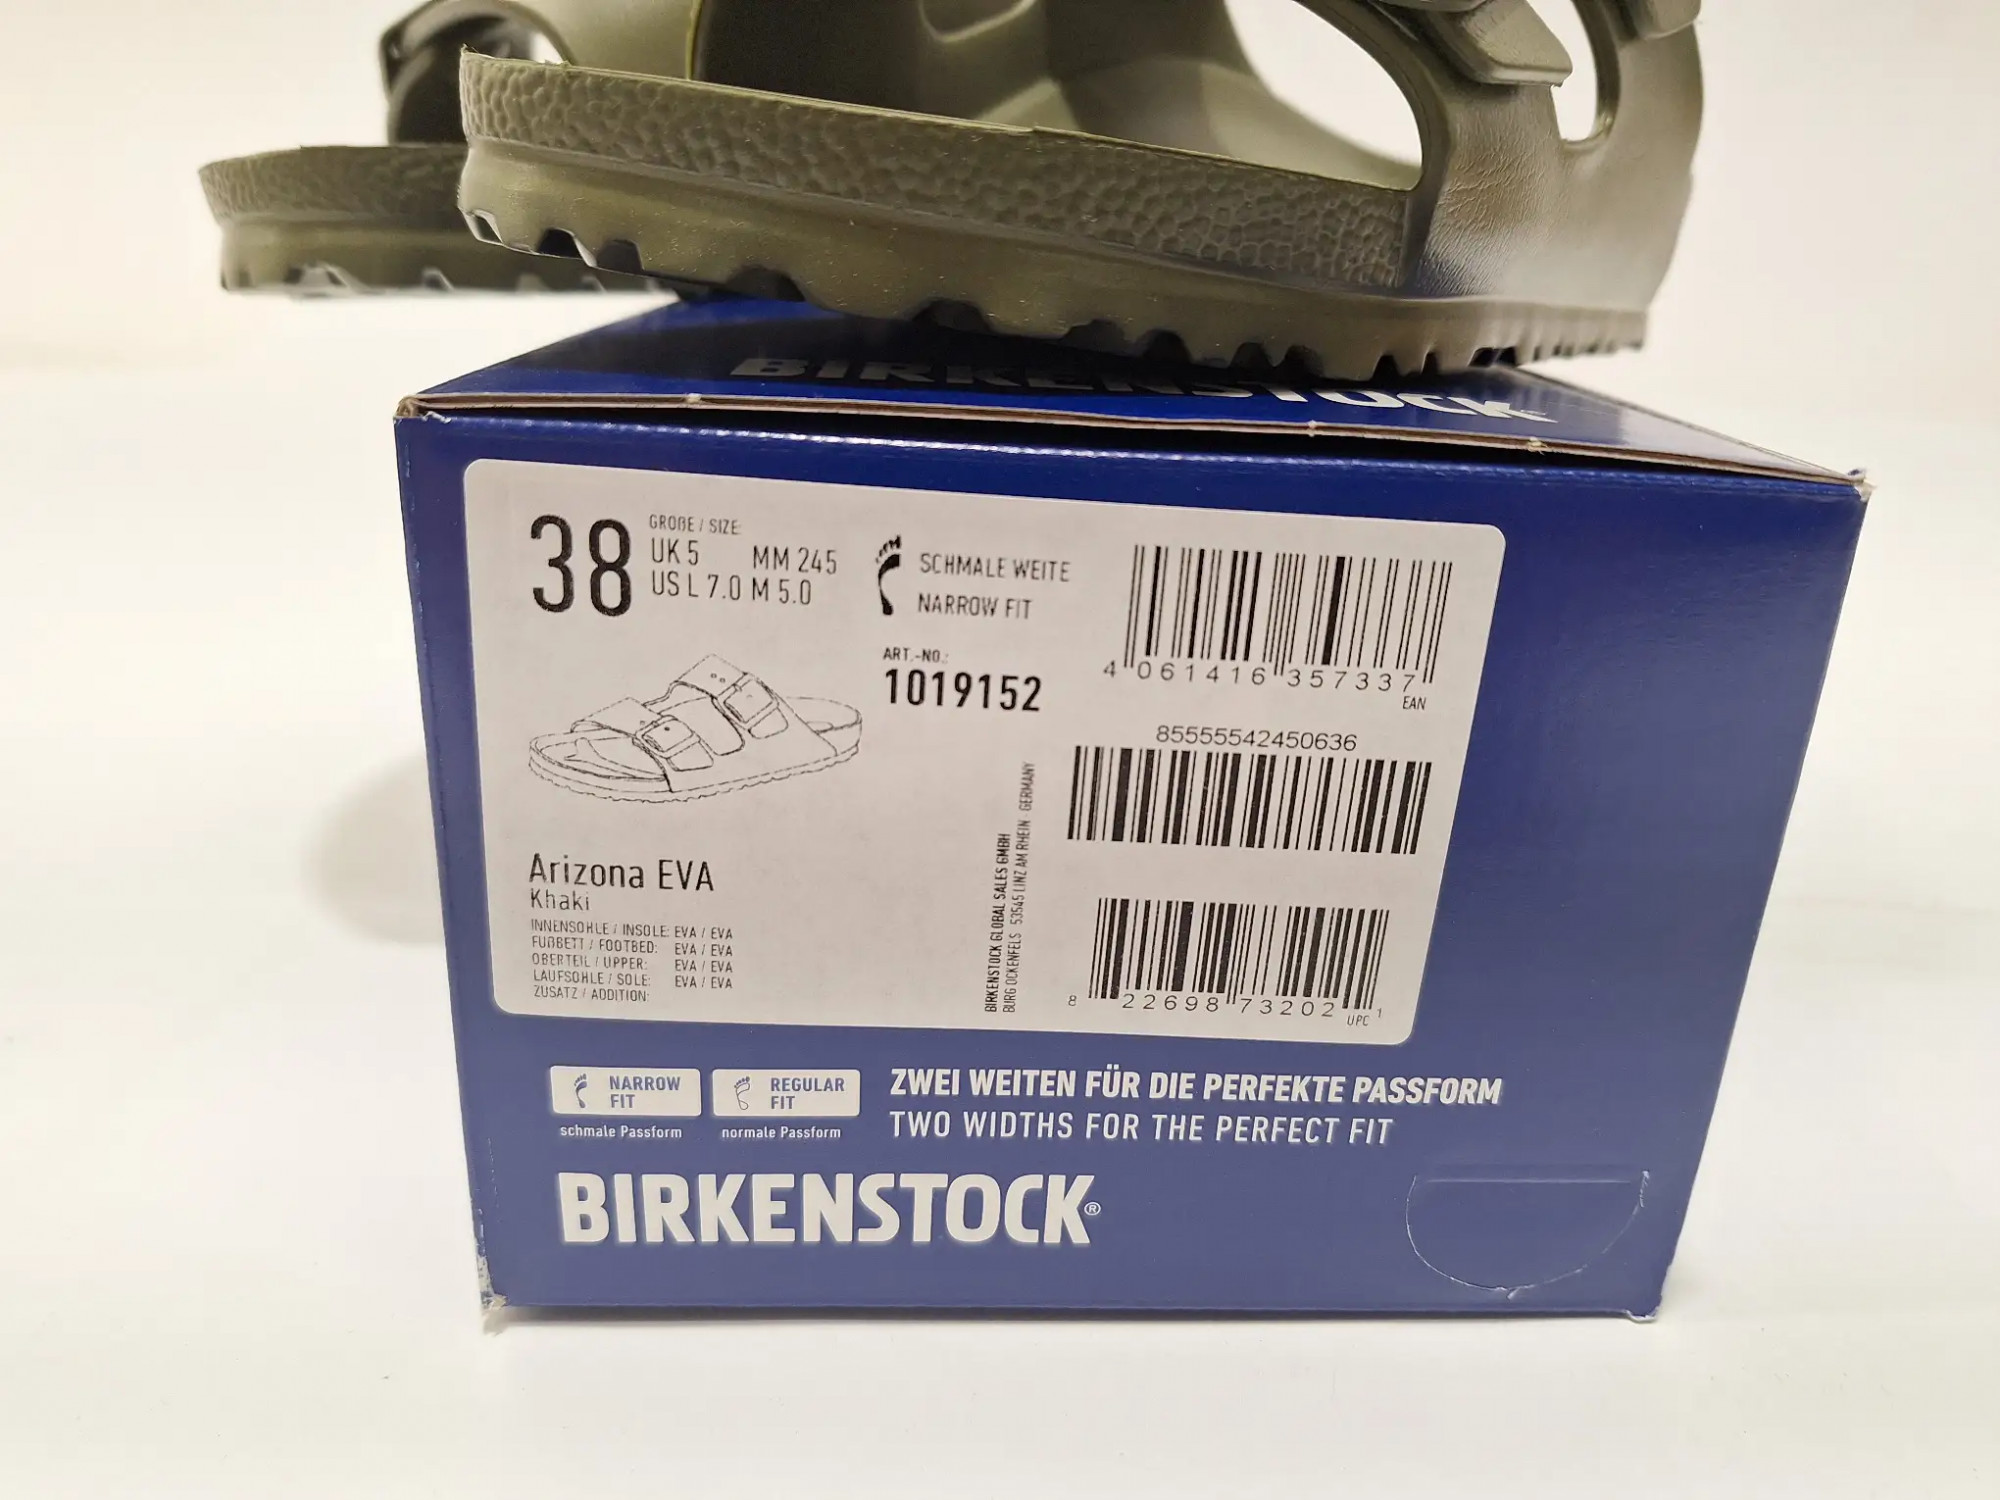 BIRKENSTOCK
38
GRÖßE / SIZE
UK 5 MM 245
US L 7.0 M 5.0
SCHMALE WEITE
NARROW FIT
ART.-NO.:
1019152
4 061416 357337
EAN
85555542450636
8 22698 73202 1
UPC
BIRKENSTOCK GLOBAL SALES GMBH
BURG OCKENFELS 53545 LINZ AM RHEIN - GERMANY
Arizona EVA
Khaki
INNENSOHLE / INSOLE: EVA / EVA
FUßBETT / FOOTBED: EVA / EVA
OBERTEIL / UPPER: EVA / EVA
LAUFSOHLE / SOLE: EVA / EVA
ZUSATZ / ADDITION:
NARROW FIT
schmale Passform
REGULAR FIT
normale Passform
ZWEI WEITEN FÜR DIE PERFEKTE PASSFORM
TWO WIDTHS FOR THE PERFECT FIT
BIRKENSTOCK®